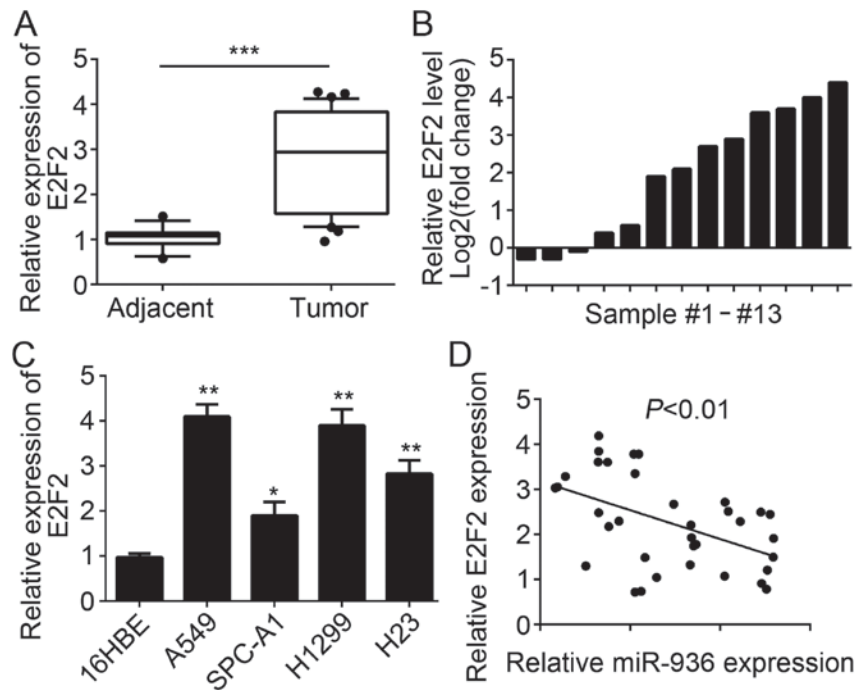 A
Relative expression of
E2F2
5
4
3
2
1
0
***
Adjacent
Tumor
B
Relative E2F2 level
Log2(fold change)
5
4
3
2
1
0
-1
Sample #1-#13
C
Relative expression of
E2F2
5
4
3
2
1
0
**
*
**
**
16HBE
A549
SPC-A1
H1299
H23
D
Relative E2F2 expression
5
4
3
2
1
0
P<0.01
Relative miR-936 expression